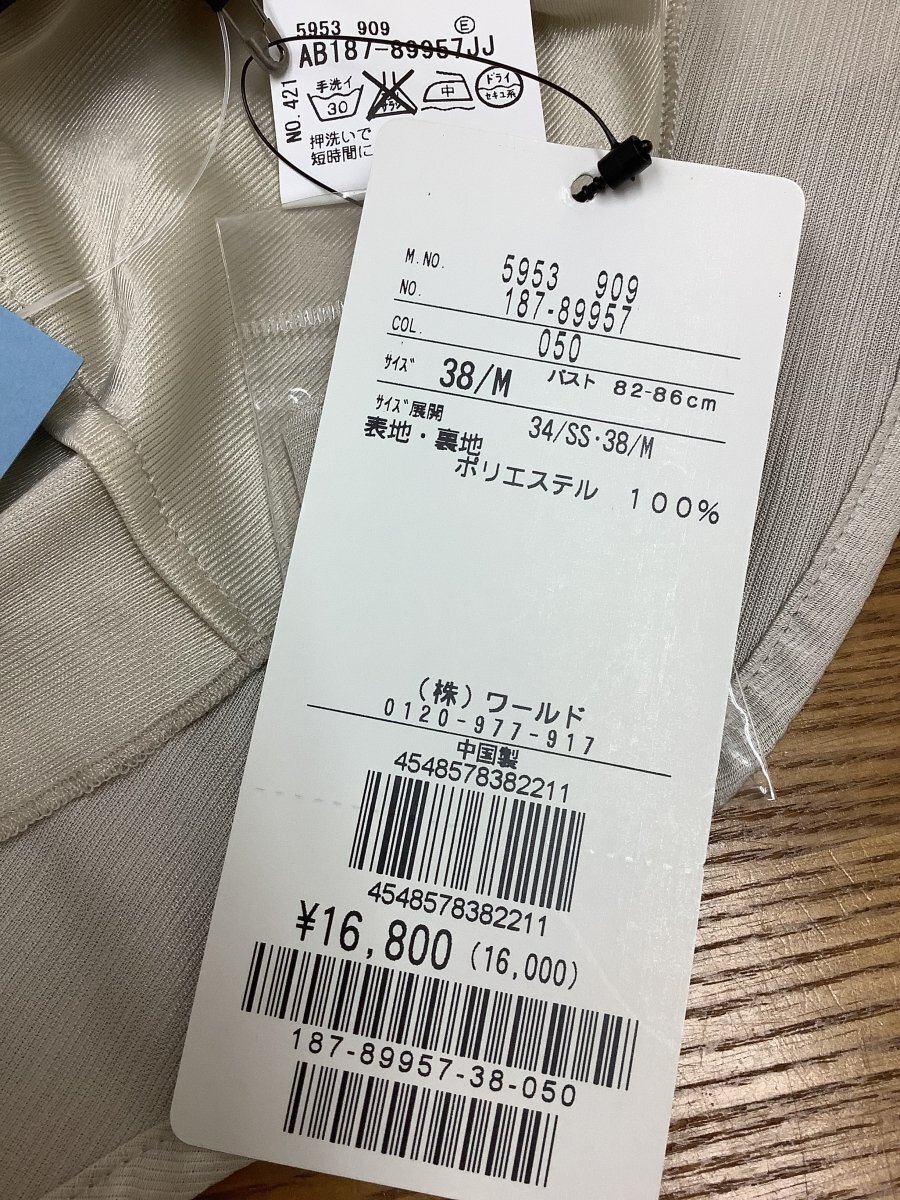 5953 909
Ⓔ
AB187-89957JJ
NO.421
手洗イ
30
サラシ
中
ドライ
セキユ系
押洗いで
短時間に
M.NO. 5953 909
NO. 187-89957
COL. 050
ｻｲｽﾞ 38/M バスト 82-86cm
ｻｲｽﾞ展開 34/SS・38/M
表地・裏地
ポリエステル 100%
(株)ワールド
0120-977-917
中国製
4548578382211
4548578382211
¥16,800 (16,000)
187-89957-38-050